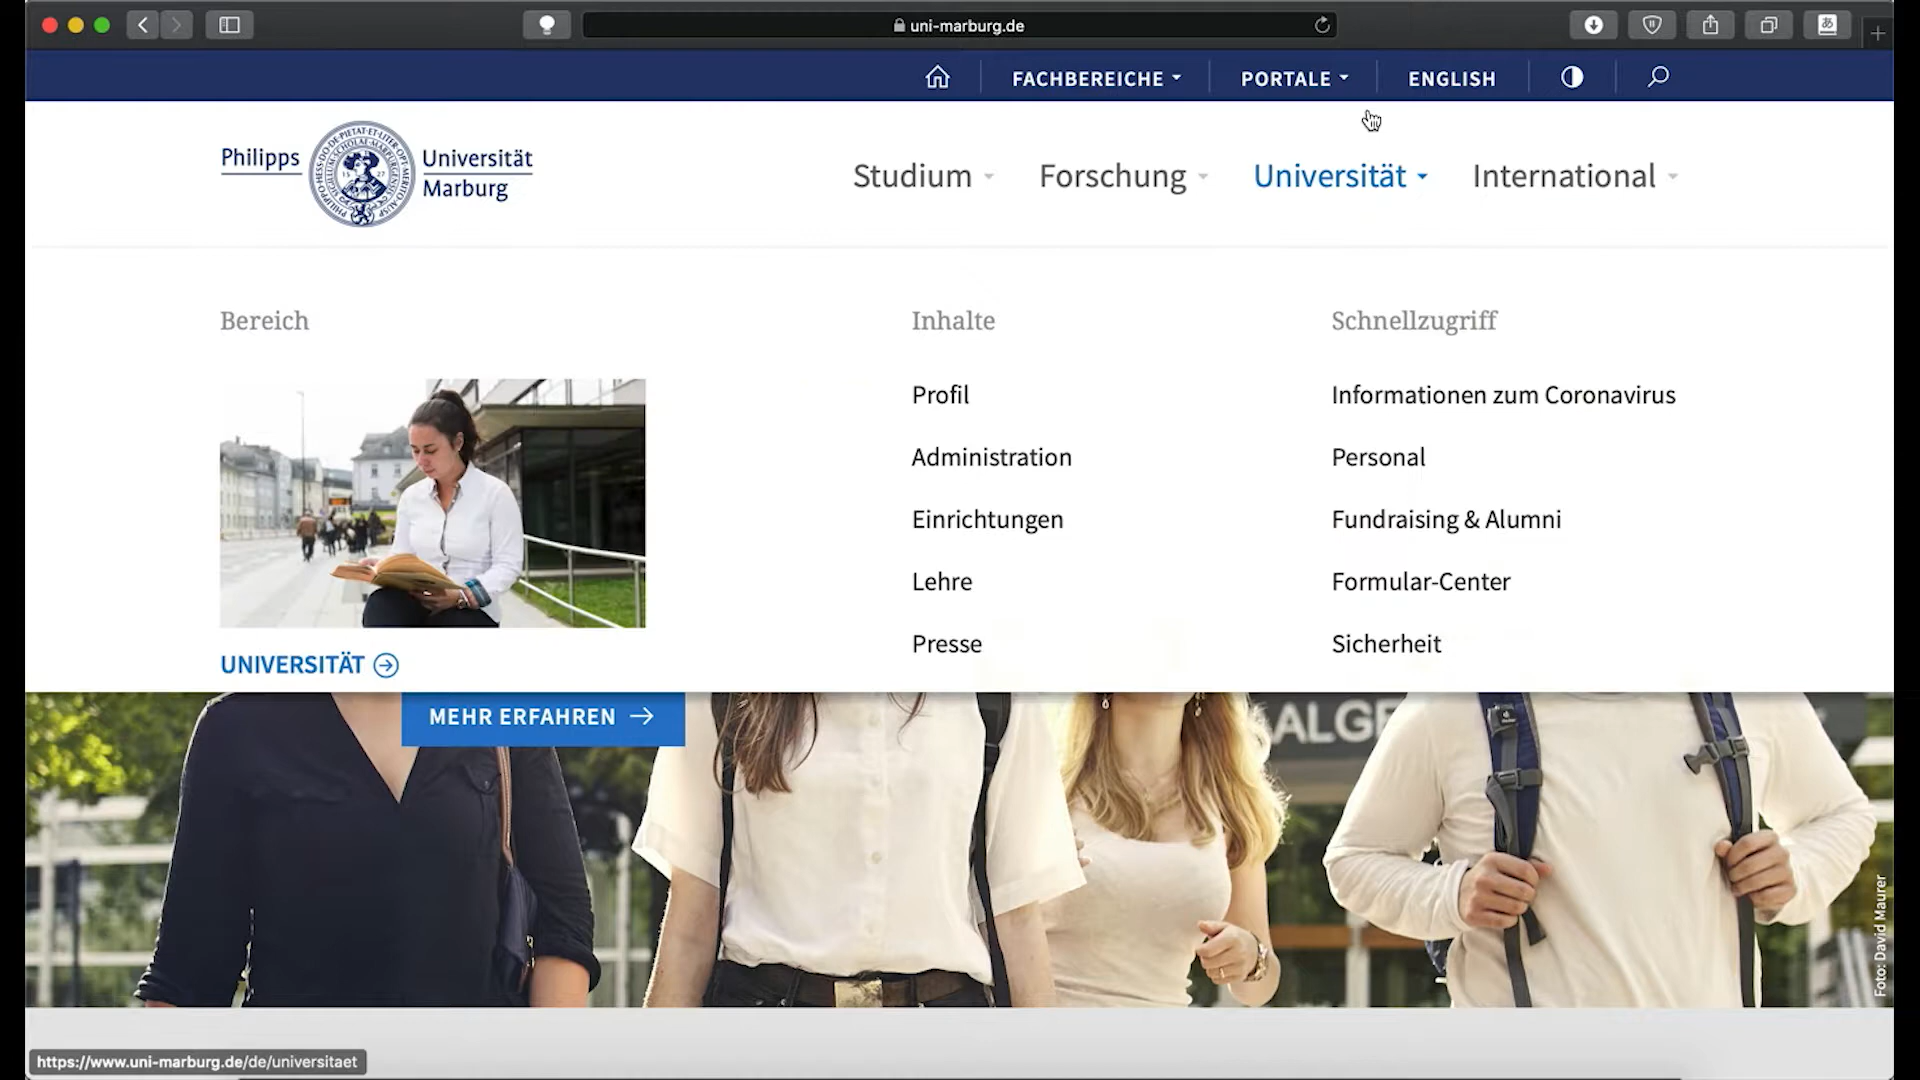 uni-marburg.de
FACHBEREICHE
PORTALE
ENGLISH
Philipps
Universität
Marburg
Studium
Forschung
Universität
International
Bereich
Inhalte
Schnellzugriff
Profil
Informationen zum Coronavirus
Administration
Personal
Einrichtungen
Fundraising & Alumni
Lehre
Formular-Center
Presse
Sicherheit
UNIVERSITÄT
MEHR ERFAHREN
ALGE
Foto: David Maurer
https://www.uni-marburg.de/de/universitaet